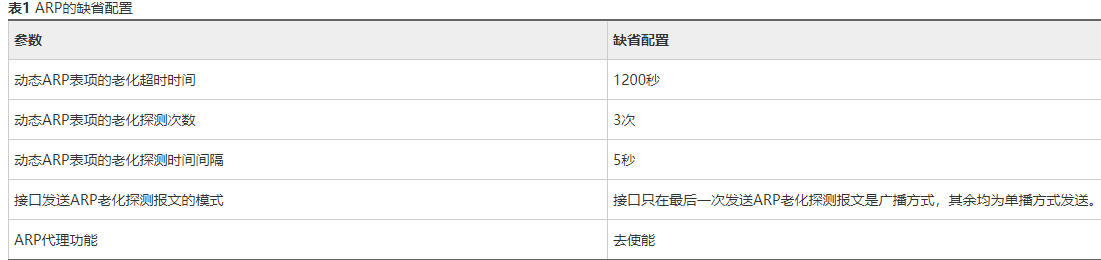 表1 ARP的缺省配置
参数 缺省配置
动态ARP表项的老化超时时间 1200秒
动态ARP表项的老化探测次数 3次
动态ARP表项的老化探测时间间隔 5秒
接口发送ARP老化探测报文的模式 接口只在最后一次发送ARP老化探测报文是广播方式，其余均为单播方式发送。
ARP代理功能 去使能